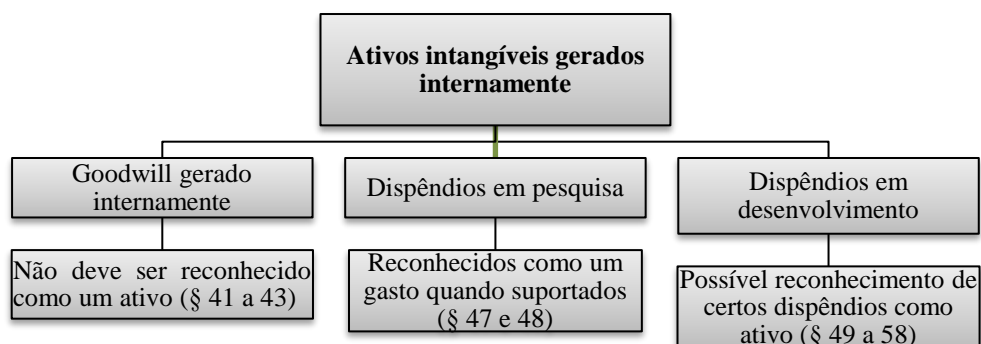 Ativos intangíveis gerados
internamente
Goodwill gerado
internamente
Dispêndios em pesquisa
Dispêndios em
desenvolvimento
Não deve ser reconhecido
como um ativo (§ 41 a 43)
Reconhecidos como um
gasto quando suportados
(§ 47 e 48)
Possível reconhecimento de
certos dispêndios como
ativo (§ 49 a 58)